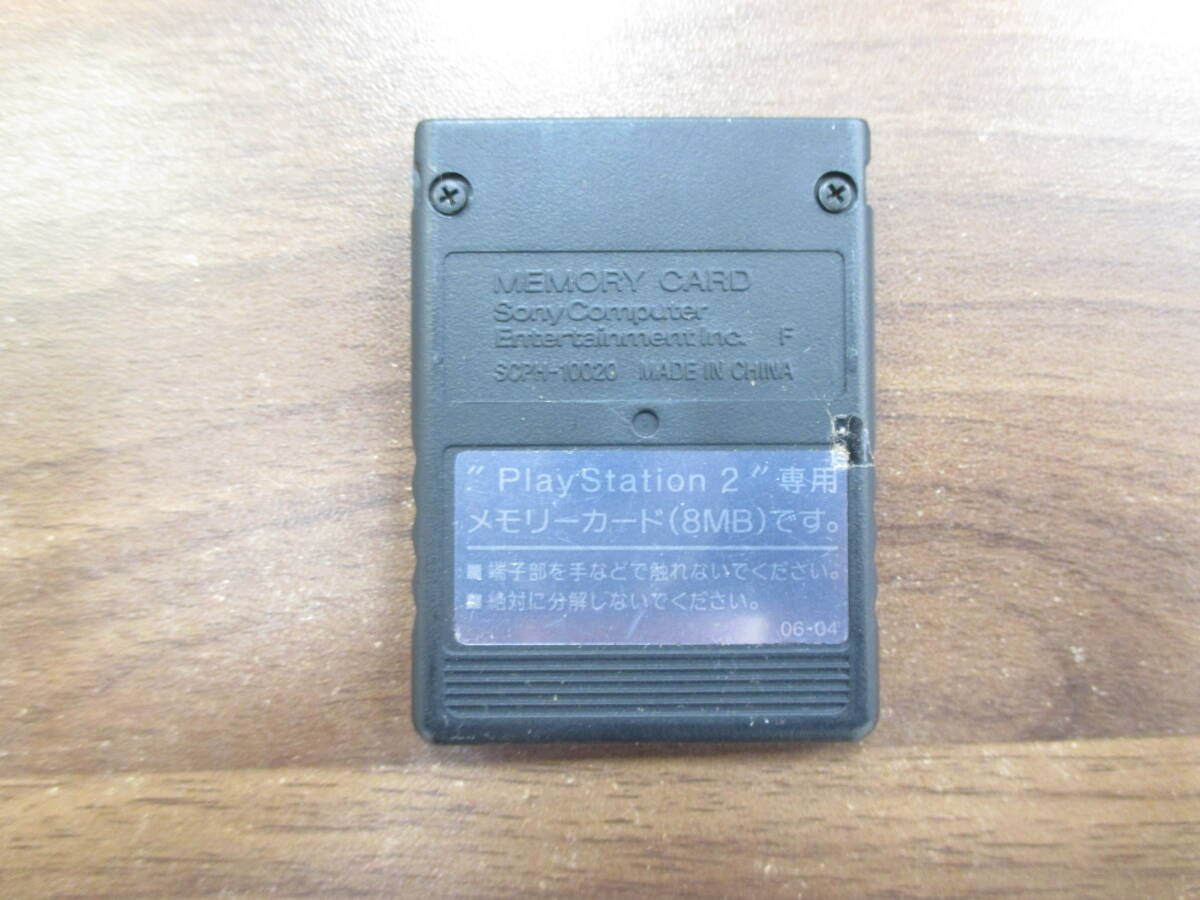 MEMORY CARD
Sony Computer
Entertainment Inc. F
SCPH-10020 MADE IN CHINA
"PlayStation 2"専用
メモリーカード(8MB)です。
■端子部を手などで触れないでください。
■絶対に分解しないでください。
06-04